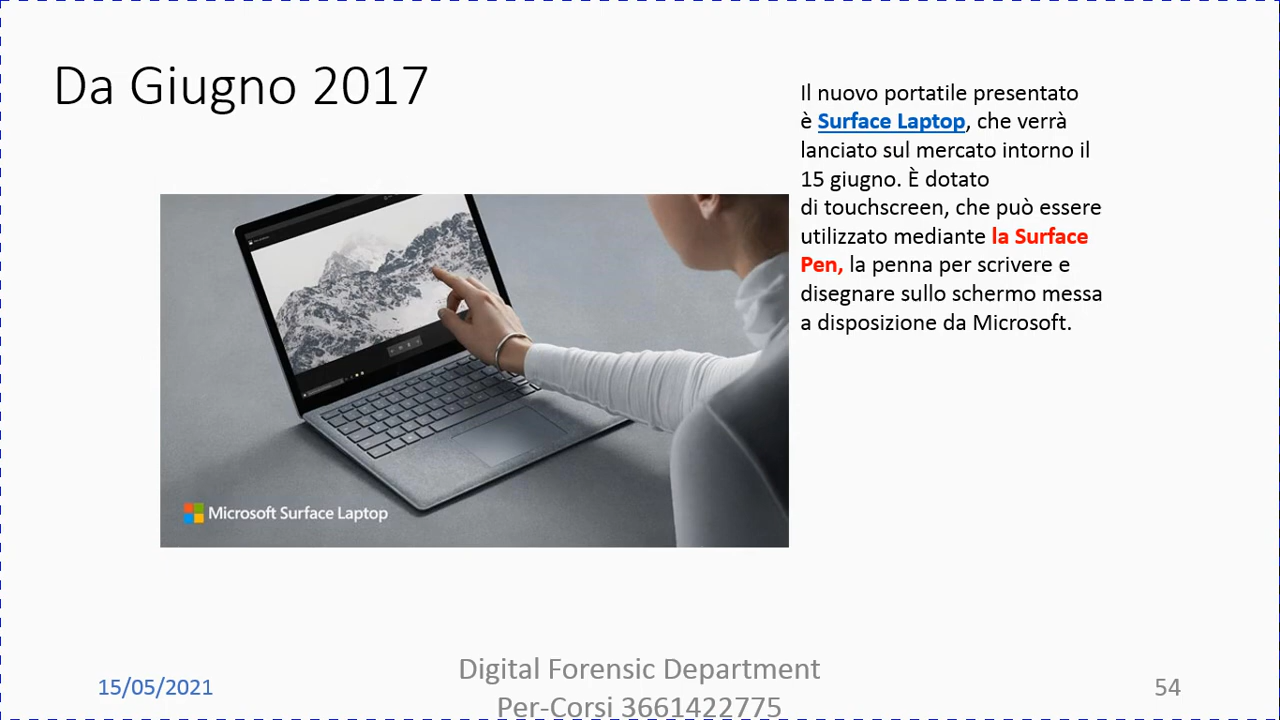 Da Giugno 2017
Il nuovo portatile presentato
è Surface Laptop, che verrà
lanciato sul mercato intorno il
15 giugno. È dotato
di touchscreen, che può essere
utilizzato mediante la Surface
Pen, la penna per scrivere e
disegnare sullo schermo messa
a disposizione da Microsoft.
Microsoft Surface Laptop
15/05/2021
Digital Forensic Department
Per-Corsi 3661422775
54